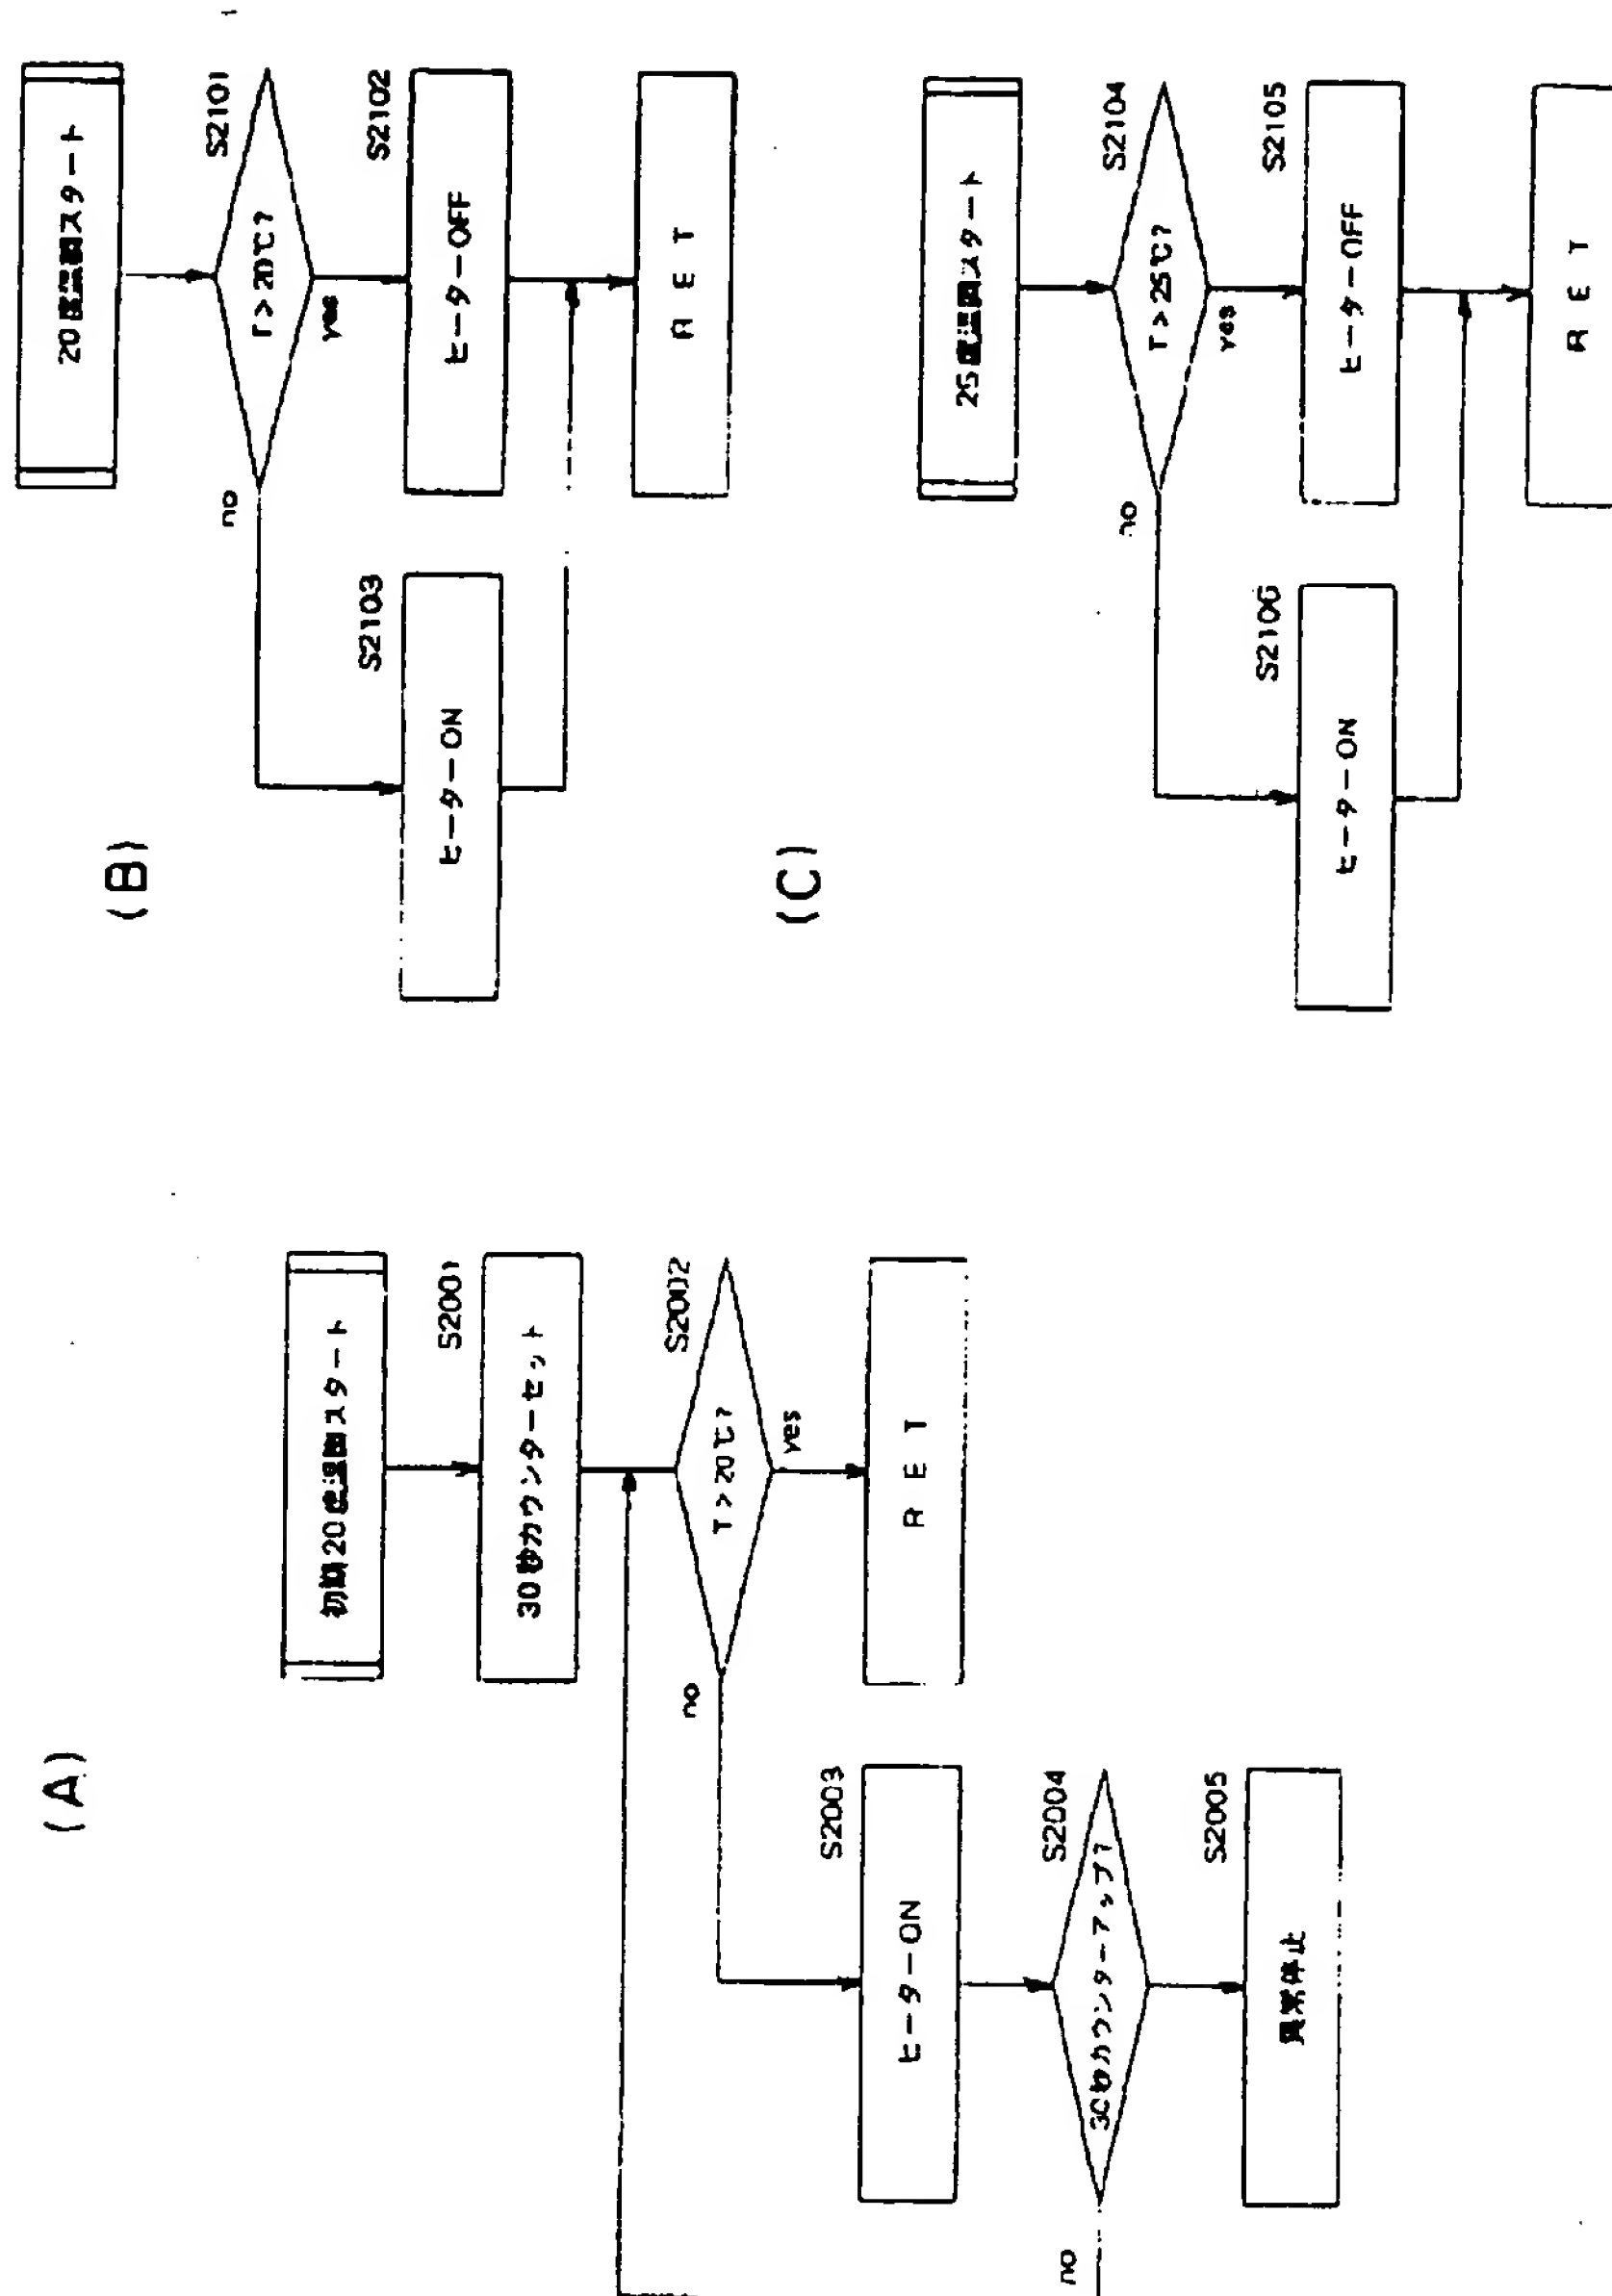 (A)
初期20度温調スタート
S2001
30秒カウンターセット
S2002
T>20℃?
yes
no
RET
S2003
ヒーターON
S2004
30秒カウンターアップ?
no
S2005
異常停止
(B)
20度温調スタート
S2101
T>20℃?
yes
no
S2102
ヒーターOFF
S2103
ヒーターON
RET
(C)
25度温調スタート
S2104
T>25℃?
yes
no
S2105
ヒーターOFF
S2106
ヒーターON
RET